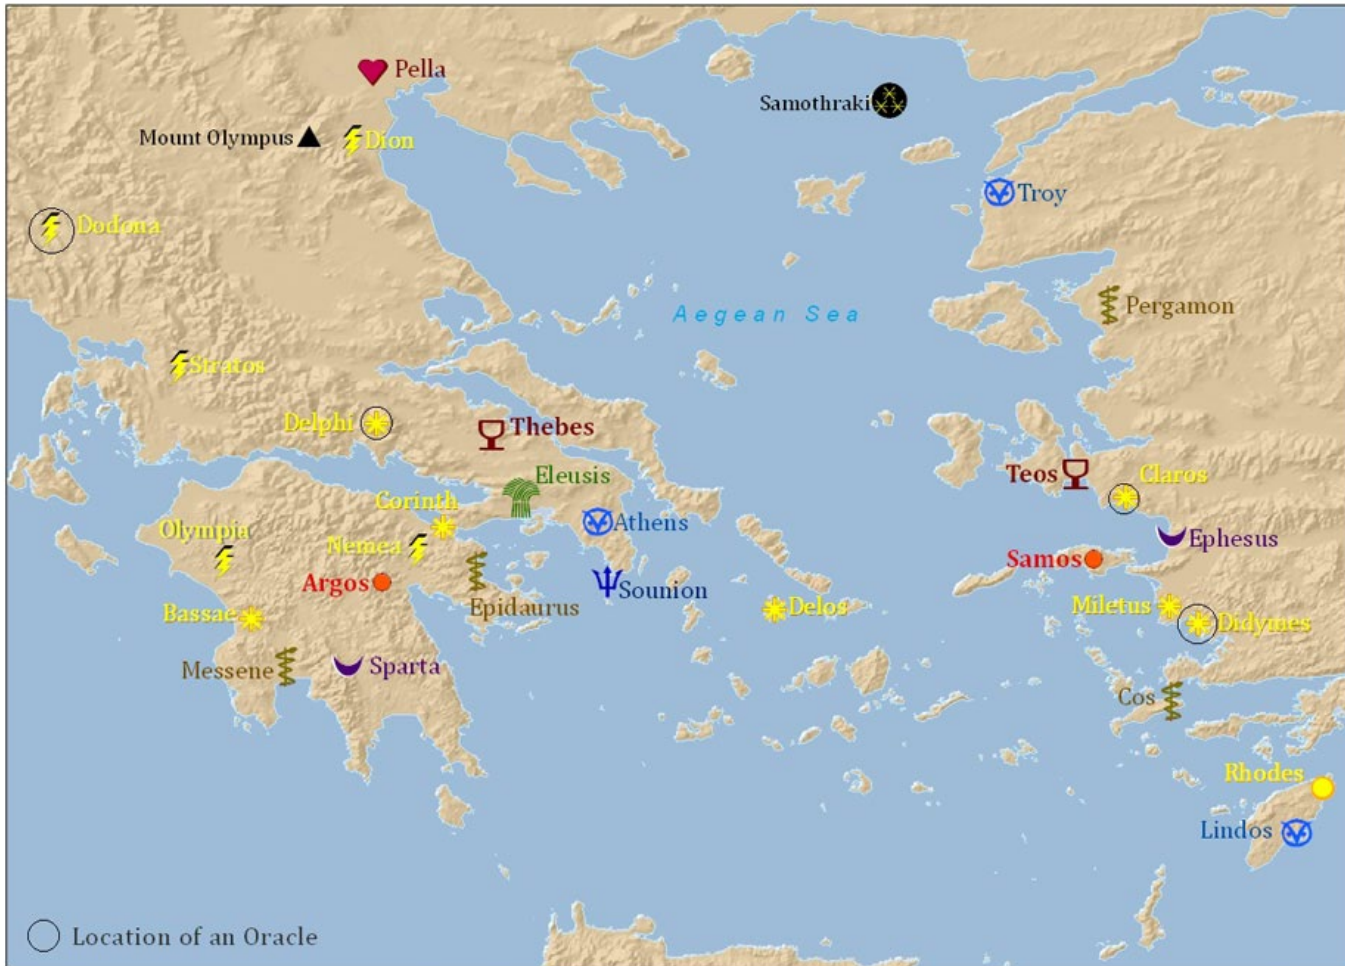 Pella
Samothraki
Mount Olympus
Dion
Troy
Dodona
Pergamon
Aegean Sea
Stratos
Delphi
Thebes
Eleusis
Teos
Claros
Corinth
Athens
Olympia
Nemea
Ephesus
Samos
Argos
Sounion
Epidaurus
Delos
Miletus
Didymes
Bassae
Messene
Sparta
Cos
Rhodes
Lindos
Location of an Oracle